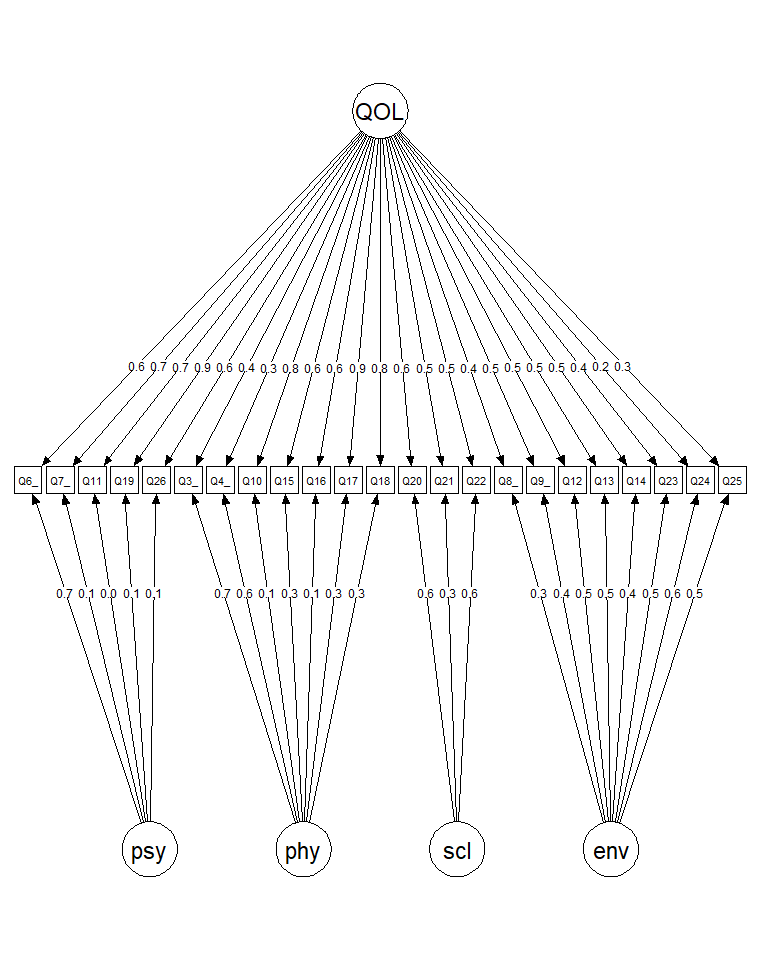 QOL
0.6 0.7 0.7 0.9 0.6 0.4 0.3 0.8 0.6 0.6 0.9 0.8 0.6 0.5 0.5 0.4 0.5 0.5 0.5 0.5 0.4 0.2 0.3
Q6_ Q7_ Q11 Q19 Q26 Q3_ Q4_ Q10 Q15 Q16 Q17 Q18 Q20 Q21 Q22 Q8_ Q9_ Q12 Q13 Q14 Q23 Q24 Q25
0.7 0.1 0.0 0.1 0.1 0.7 0.6 0.1 0.3 0.1 0.3 0.3 0.6 0.3 0.6 0.3 0.4 0.5 0.5 0.4 0.5 0.6 0.5
psy phy scl env